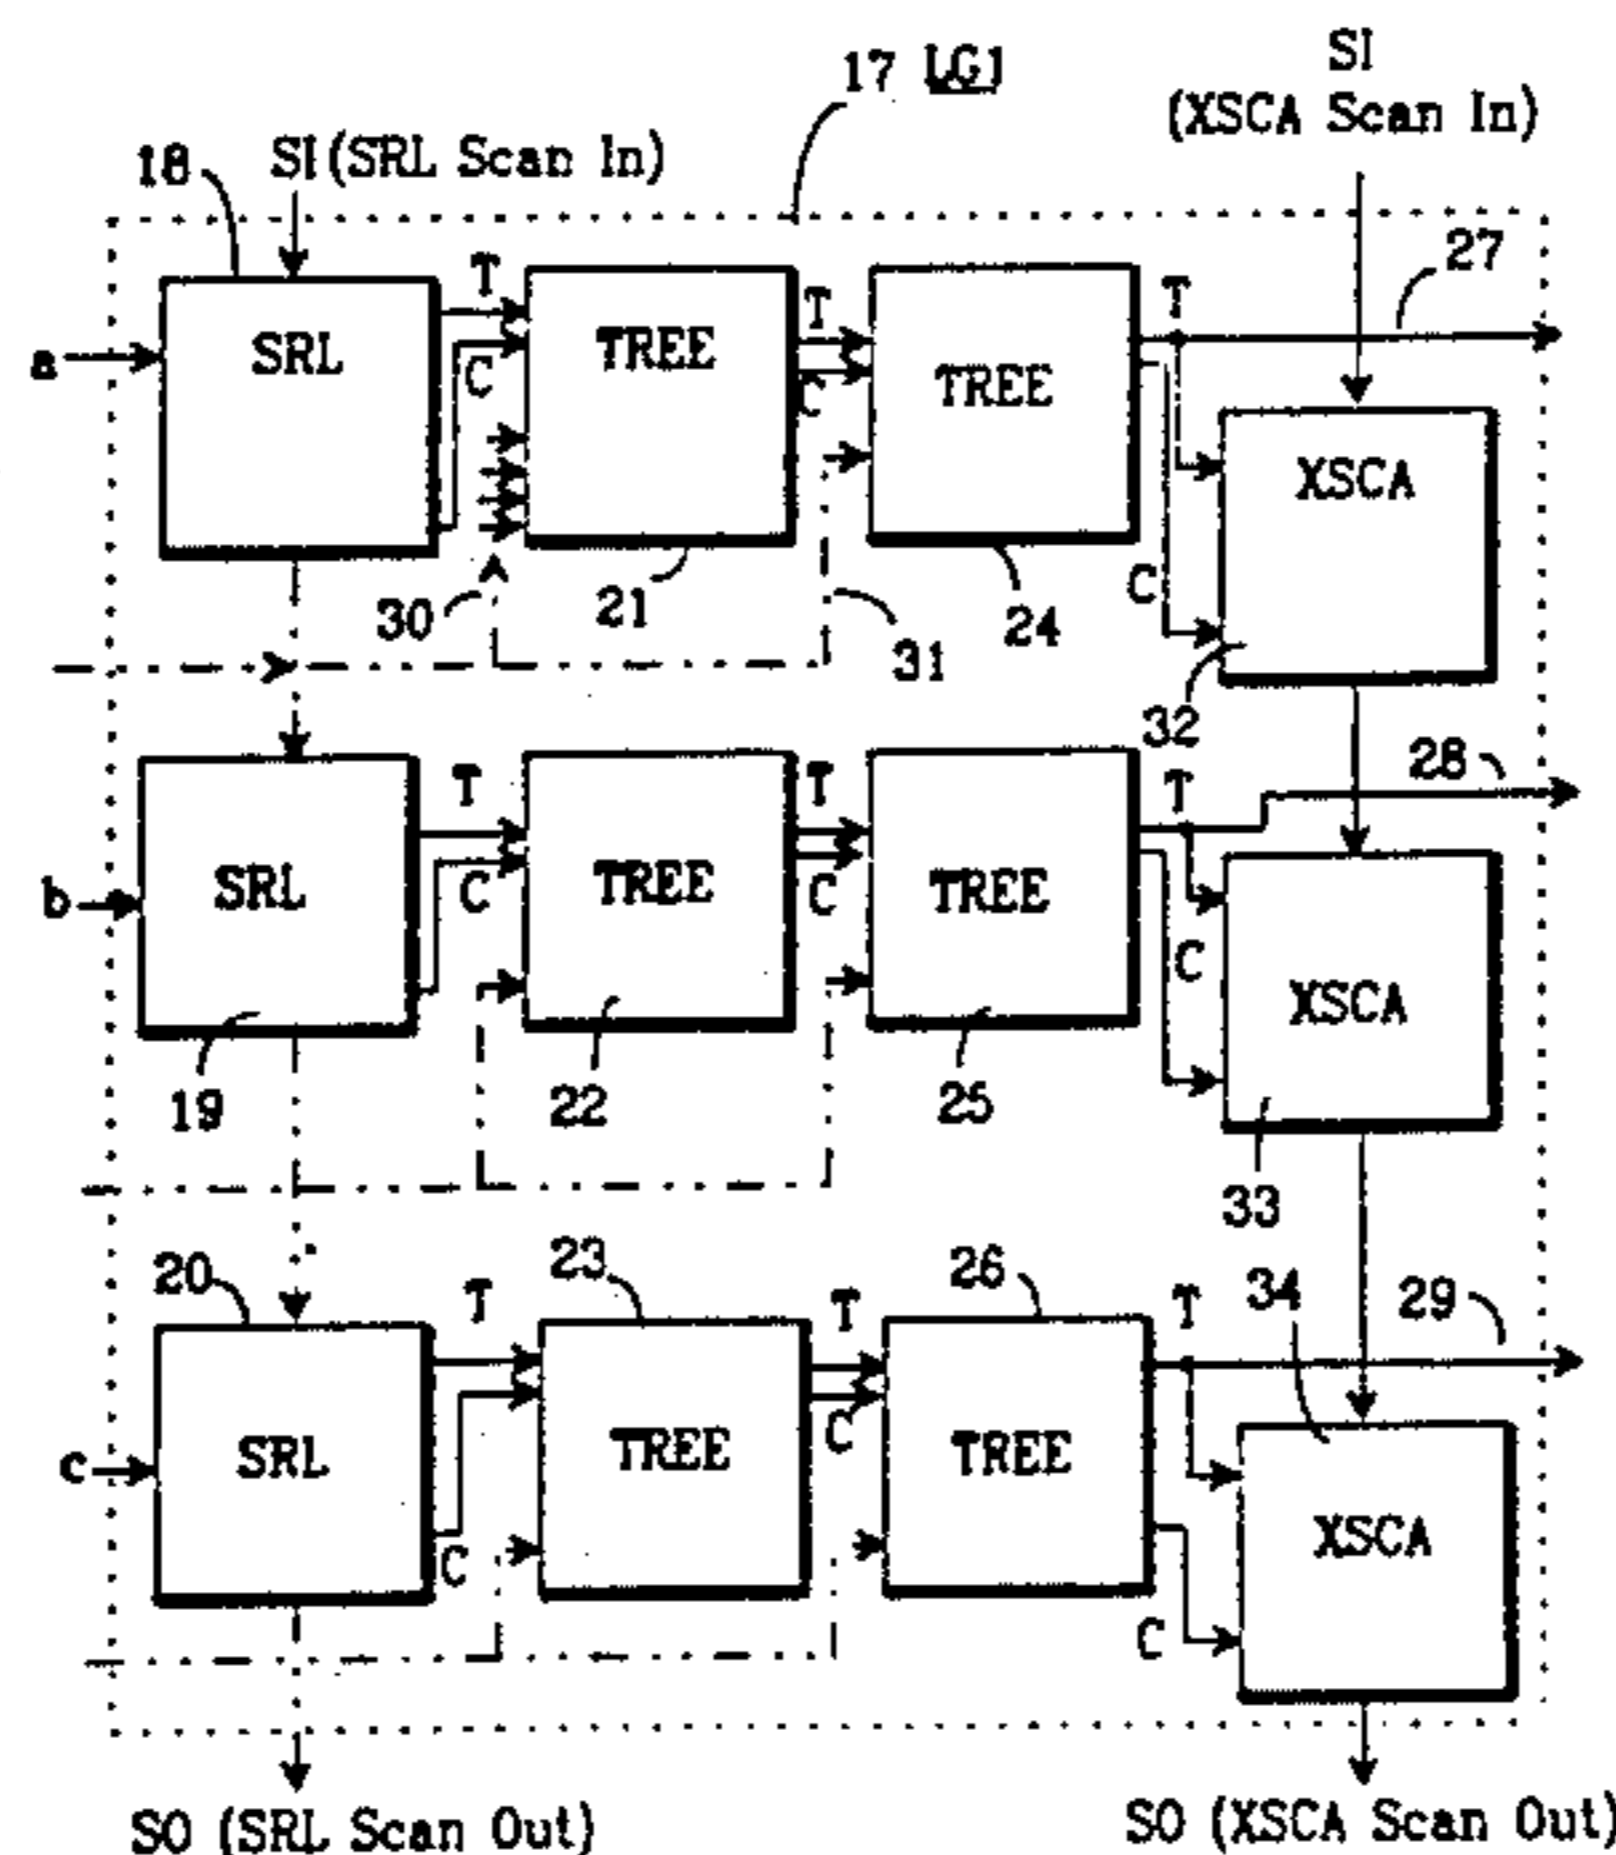 17 LG1
SI
(XSCA Scan In)
18
SI (SRL Scan In)
27
T
T
T
a
SRL
TREE
TREE
C
C
XSCA
30
21
24
C
31
32
28
T
T
T
b
SRL
TREE
TREE
C
C
C
XSCA
19
22
25
33
20
23
26
34
29
T
T
T
c
SRL
TREE
TREE
C
C
XSCA
C
SO (SRL Scan Out)
SO (XSCA Scan Out)